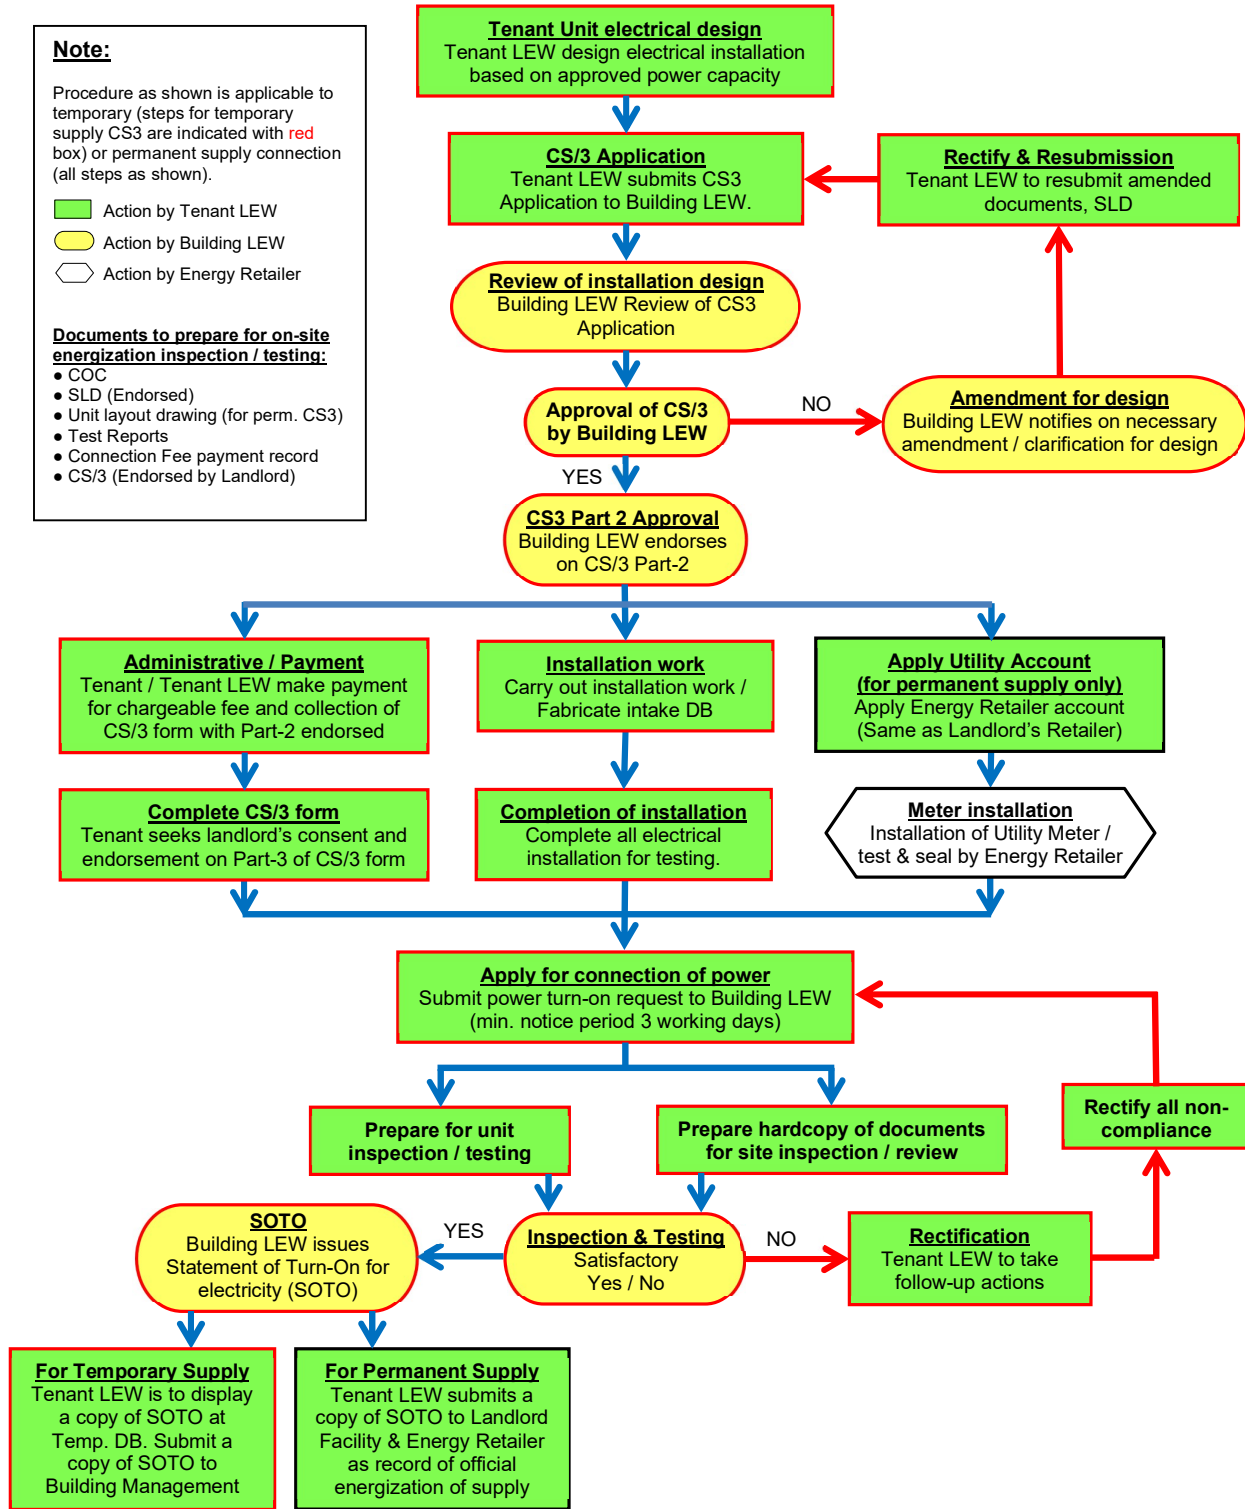 Note:
Procedure as shown is applicable to
temporary (steps for temporary
supply CS3 are indicated with red
box) or permanent supply connection
(all steps as shown).
Action by Tenant LEW
Action by Building LEW
Action by Energy Retailer
Documents to prepare for on-site
energization inspection / testing:
● COC
● SLD (Endorsed)
● Unit layout drawing (for perm. CS3)
● Test Reports
● Connection Fee payment record
● CS/3 (Endorsed by Landlord)
Tenant Unit electrical design
Tenant LEW design electrical installation
based on approved power capacity
CS/3 Application
Tenant LEW submits CS3
Application to Building LEW.
Rectify & Resubmission
Tenant LEW to resubmit amended
documents, SLD
Review of installation design
Building LEW Review of CS3
Application
Approval of CS/3
by Building LEW
NO
Amendment for design
Building LEW notifies on necessary
amendment / clarification for design
YES
CS3 Part 2 Approval
Building LEW endorses
on CS/3 Part-2
Administrative / Payment
Tenant / Tenant LEW make payment
for chargeable fee and collection of
CS/3 form with Part-2 endorsed
Installation work
Carry out installation work /
Fabricate intake DB
Apply Utility Account
(for permanent supply only)
Apply Energy Retailer account
(Same as Landlord's Retailer)
Complete CS/3 form
Tenant seeks landlord's consent and
endorsement on Part-3 of CS/3 form
Completion of installation
Complete all electrical
installation for testing.
Meter installation
Installation of Utility Meter /
test & seal by Energy Retailer
Apply for connection of power
Submit power turn-on request to Building LEW
(min. notice period 3 working days)
Prepare for unit
inspection / testing
Prepare hardcopy of documents
for site inspection / review
Rectify all non-
compliance
SOTO
Building LEW issues
Statement of Turn-On for
electricity (SOTO)
YES
Inspection & Testing
Satisfactory
Yes / No
NO
Rectification
Tenant LEW to take
follow-up actions
For Temporary Supply
Tenant LEW is to display
a copy of SOTO at
Temp. DB. Submit a
copy of SOTO to
Building Management
For Permanent Supply
Tenant LEW submits a
copy of SOTO to Landlord
Facility & Energy Retailer
as record of official
energization of supply